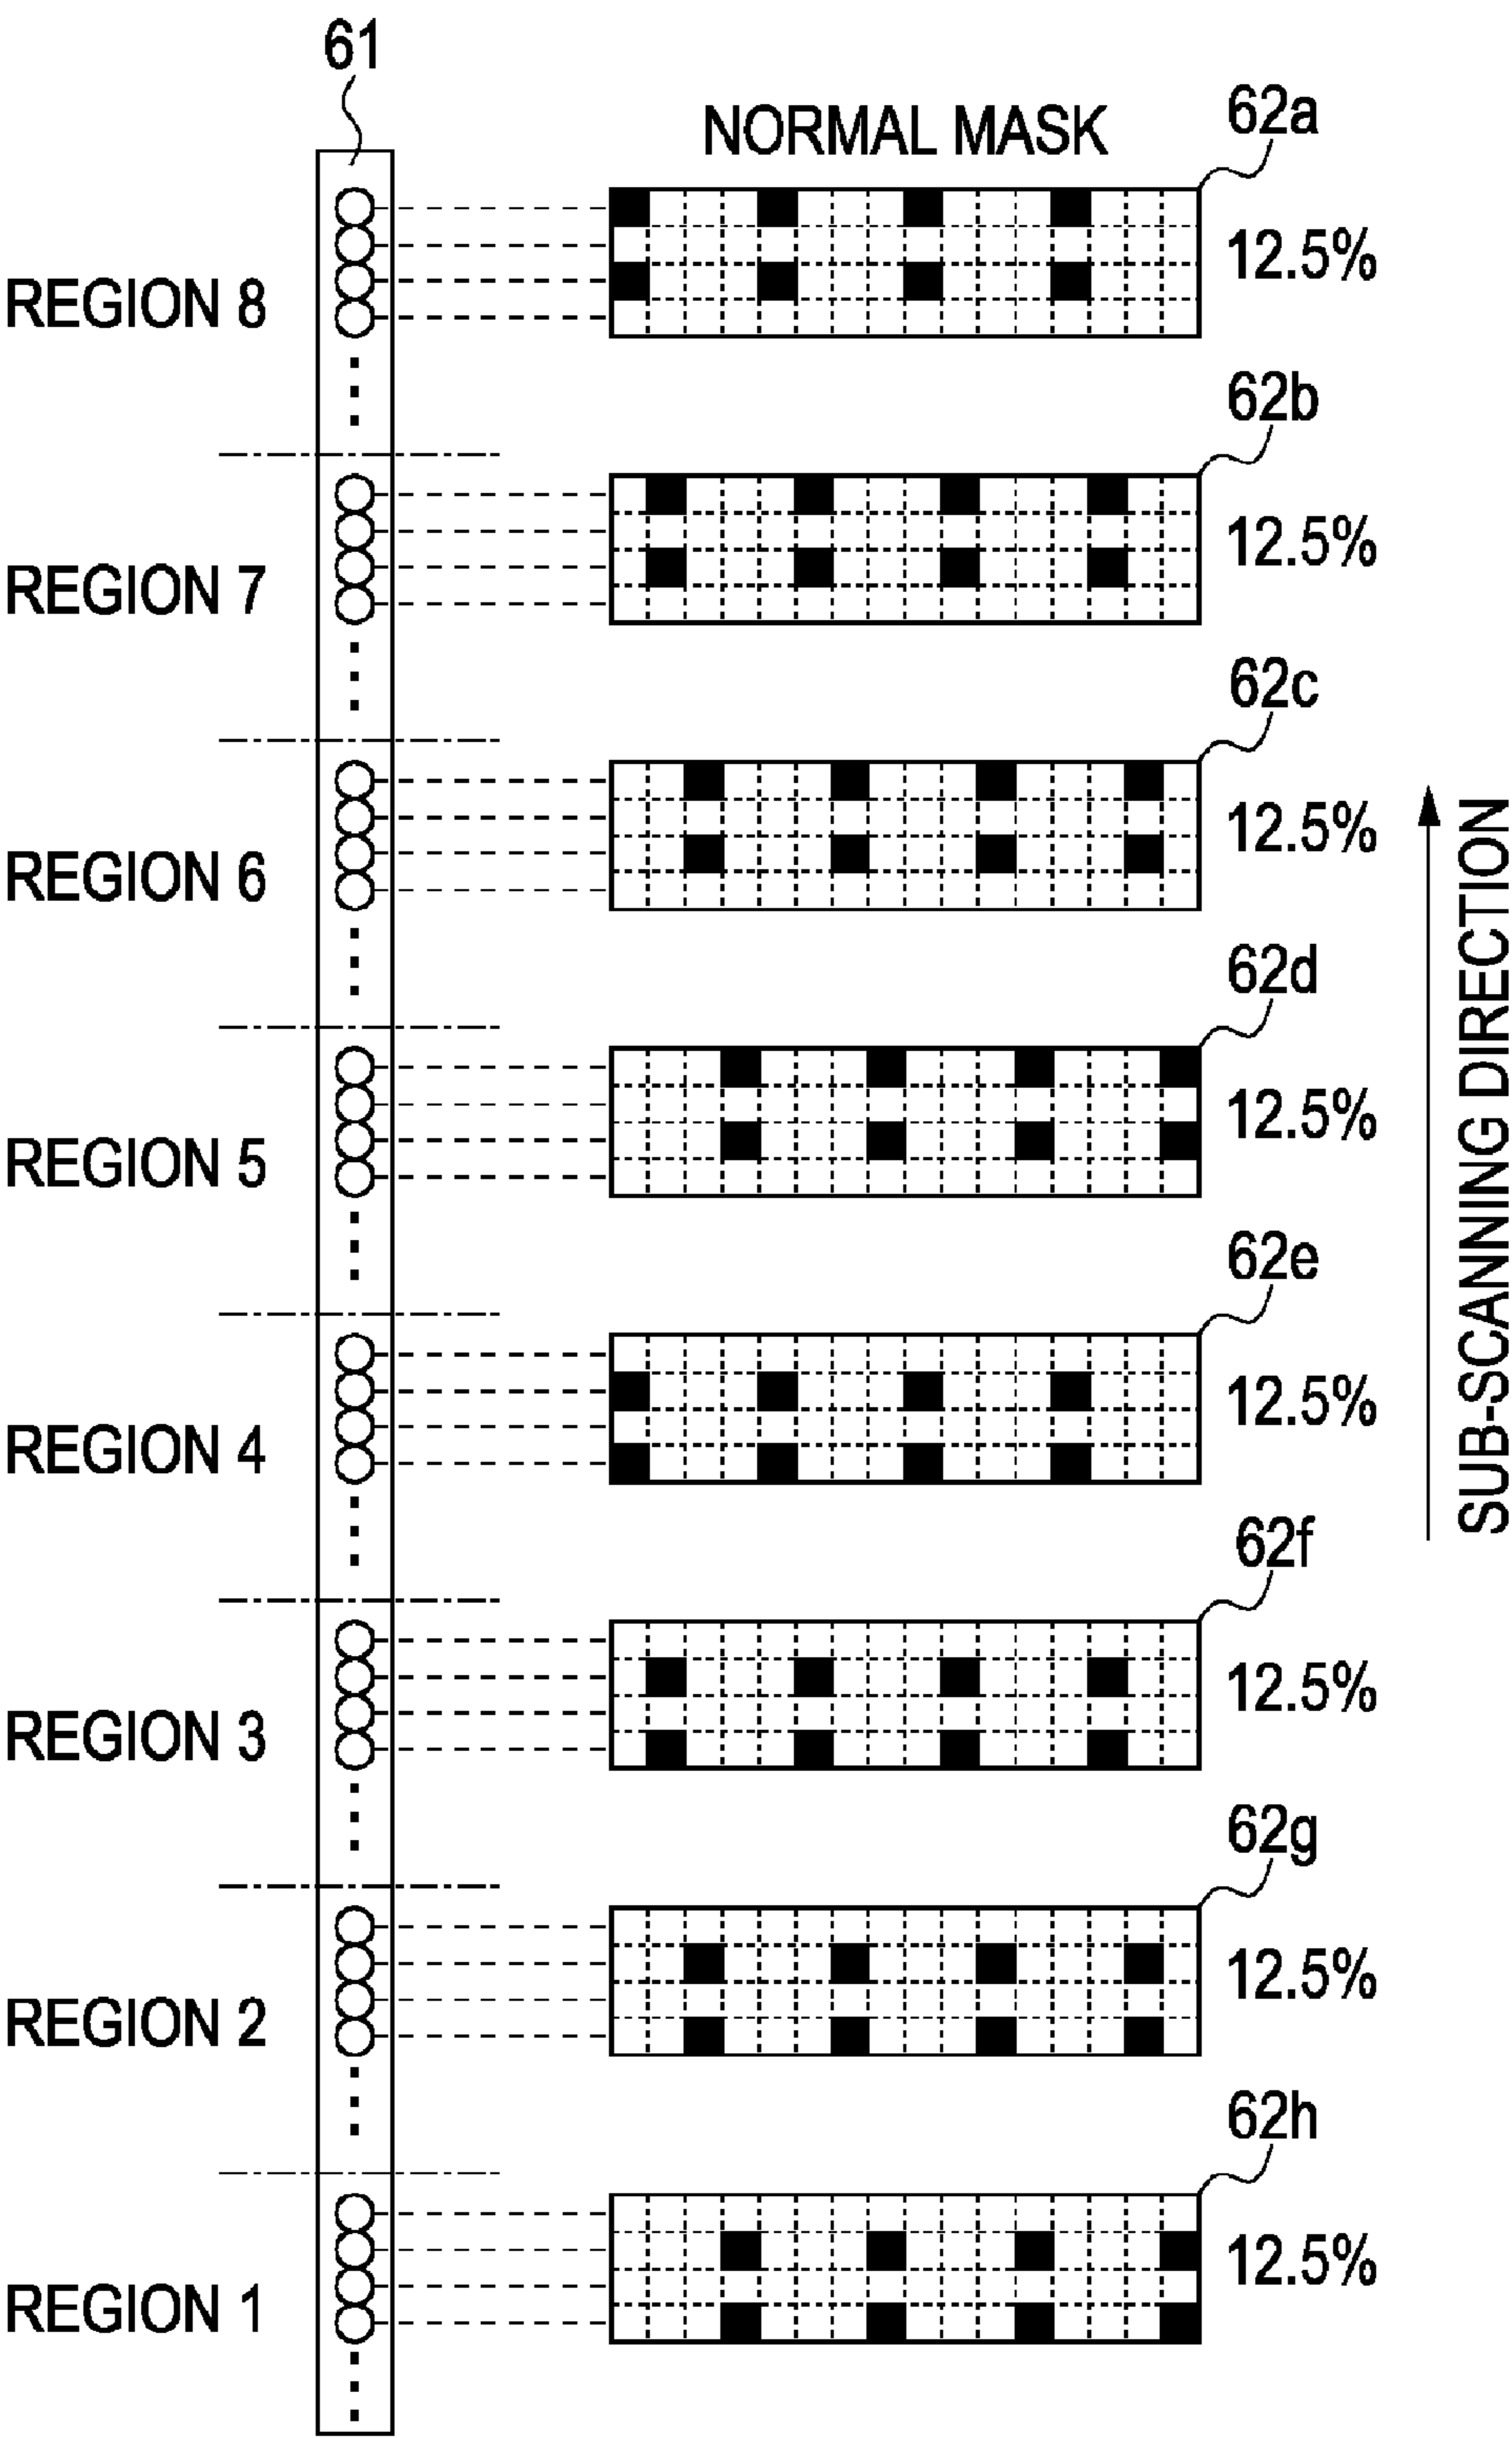 61
NORMAL MASK
62a
REGION 8
12.5%
62b
REGION 7
12.5%
62c
REGION 6
12.5%
62d
REGION 5
12.5%
62e
REGION 4
12.5%
62f
REGION 3
12.5%
62g
REGION 2
12.5%
62h
REGION 1
12.5%
SUB-SCANNING DIRECTION